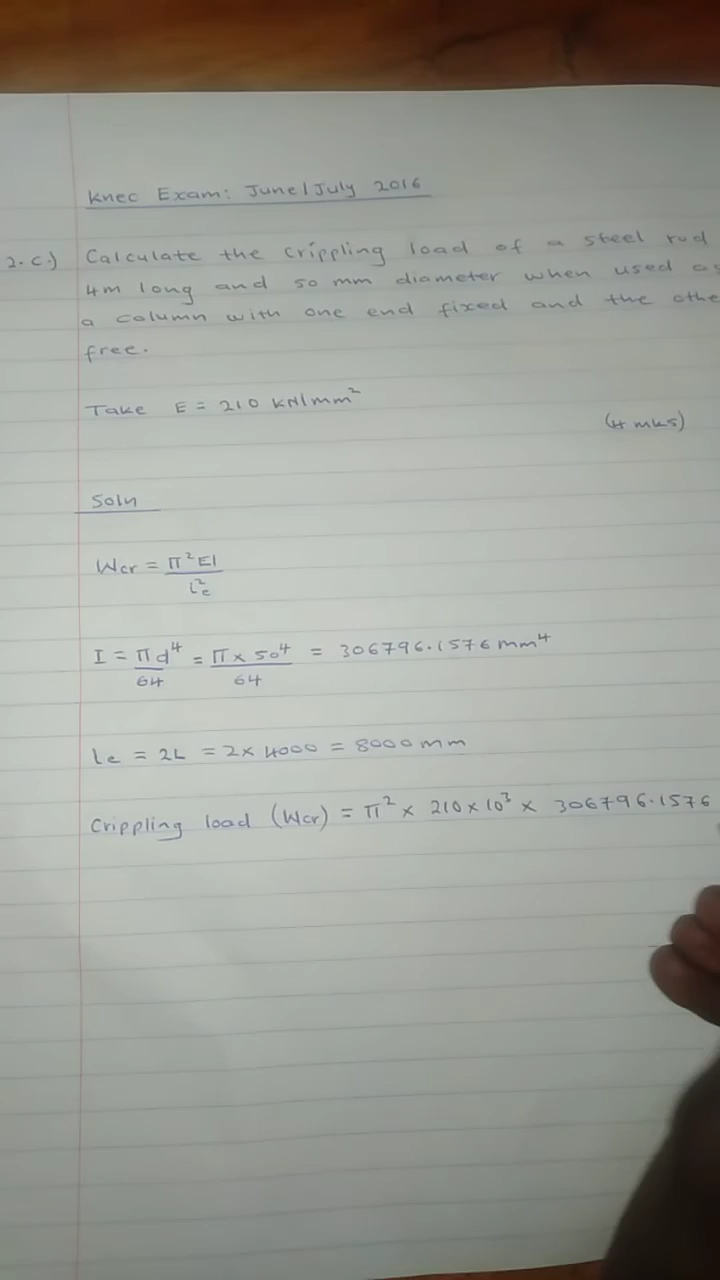 Knec Exam: June/July 2016
2.c.) Calculate the crippling load of a steel rod
4m long and 50 mm diameter when used as
a column with one end fixed and the othe
free.
Take E = 210 kN/mm²
(4 mks)
Soln
Wcr = π²EI
le²
I = πd⁴ = π × 50⁴ = 306796.1576 mm⁴
64 64
le = 2L = 2 × 4000 = 8000 mm
Crippling load (Wcr) = π² × 210 × 10³ × 306796.1576